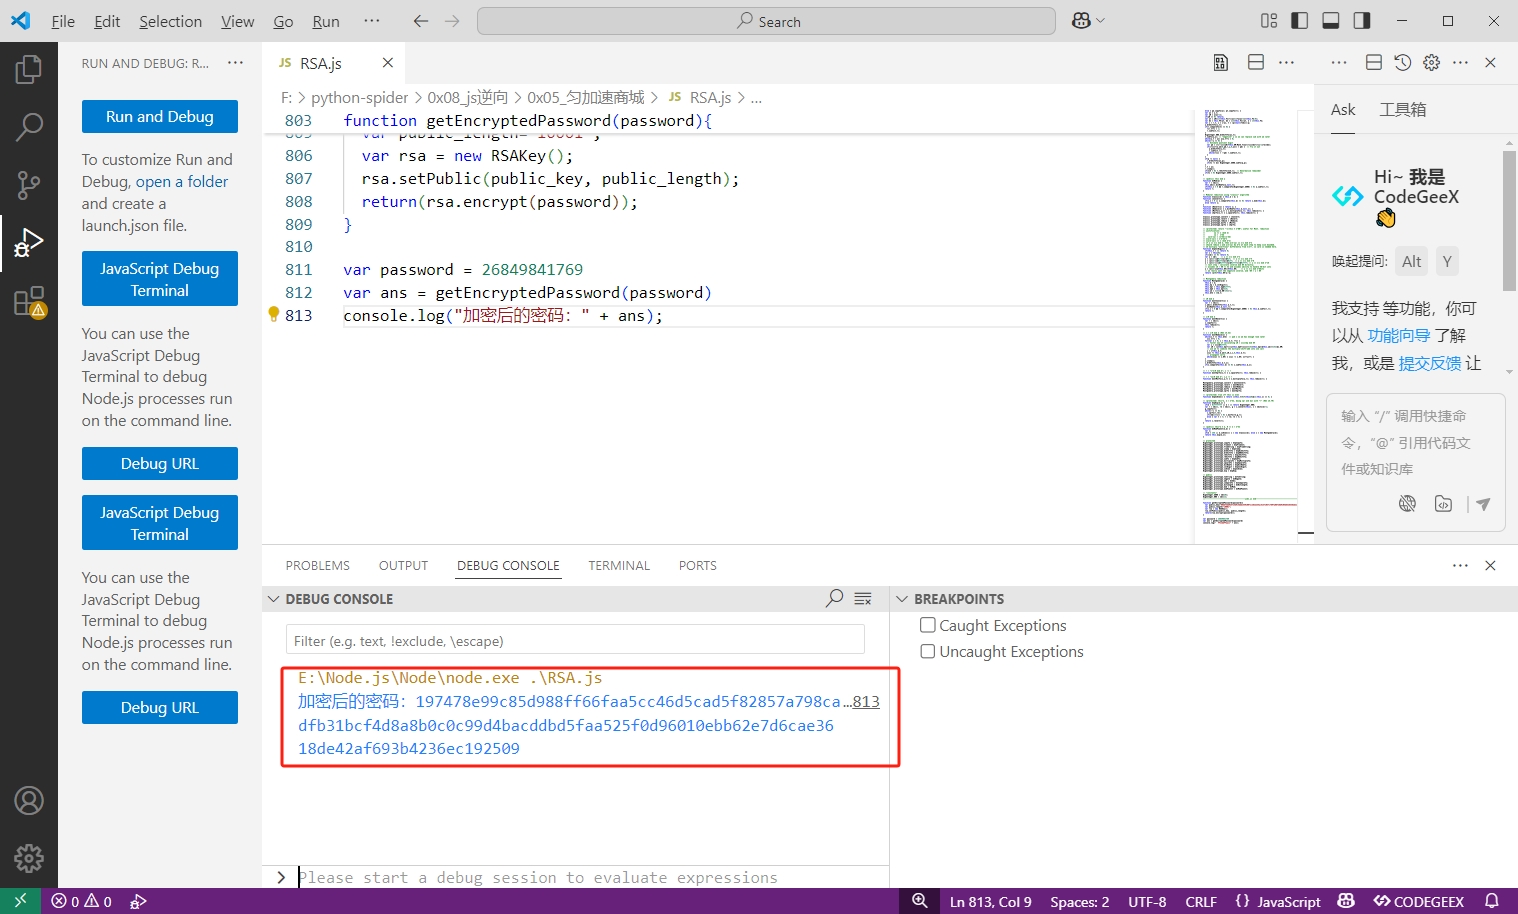 File Edit Selection View Go Run ··· Search
RUN AND DEBUG: R... ···
JS RSA.js
F: > python-spider > 0x08_js逆向 > 0x05_匀加速商城 > JS RSA.js > ...
Run and Debug
To customize Run and
Debug, open a folder
and create a
launch.json file.
JavaScript Debug
Terminal
You can use the
JavaScript Debug
Terminal to debug
Node.js processes run
on the command line.
Debug URL
JavaScript Debug
Terminal
You can use the
JavaScript Debug
Terminal to debug
Node.js processes run
on the command line.
Debug URL
803 function getEncryptedPassword(password){
806 var rsa = new RSAKey();
807 rsa.setPublic(public_key, public_length);
808 return(rsa.encrypt(password));
809 }
810
811 var password = 26849841769
812 var ans = getEncryptedPassword(password)
813 console.log("加密后的密码：" + ans);
Ask 工具箱
Hi~ 我是
CodeGeeX
唤起提问: Alt Y
我支持 等功能，你可
以从 功能向导 了解
我，或是 提交反馈 让
输入 “/” 调用快捷命
令，“@” 引用代码文
件或知识库
PROBLEMS OUTPUT DEBUG CONSOLE TERMINAL PORTS
DEBUG CONSOLE
Filter (e.g. text, !exclude, \escape)
E:\Node.js\Node\node.exe .\RSA.js
加密后的密码：197478e99c85d988ff66faa5cc46d5cad5f82857a798ca…813
dfb31bcf4d8a8b0c0c99d4bacddbd5faa525f0d96010ebb62e7d6cae36
18de42af693b4236ec192509
Please start a debug session to evaluate expressions
BREAKPOINTS
Caught Exceptions
Uncaught Exceptions
0 0 Ln 813, Col 9 Spaces: 2 UTF-8 CRLF {} JavaScript CODEGEEX